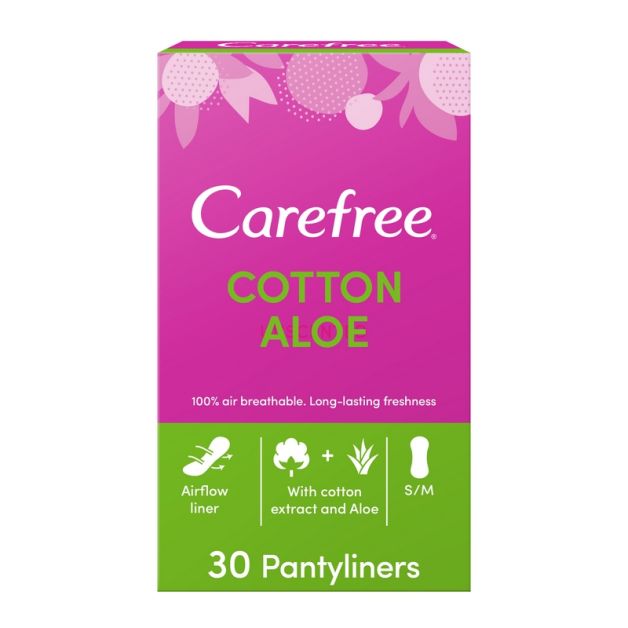 Carefree
Carefree®
COTTON
ALOE
100% air breathable. Long-lasting freshness
Airflow
liner
+
With cotton
extract and Aloe
S/M
30 Pantyliners